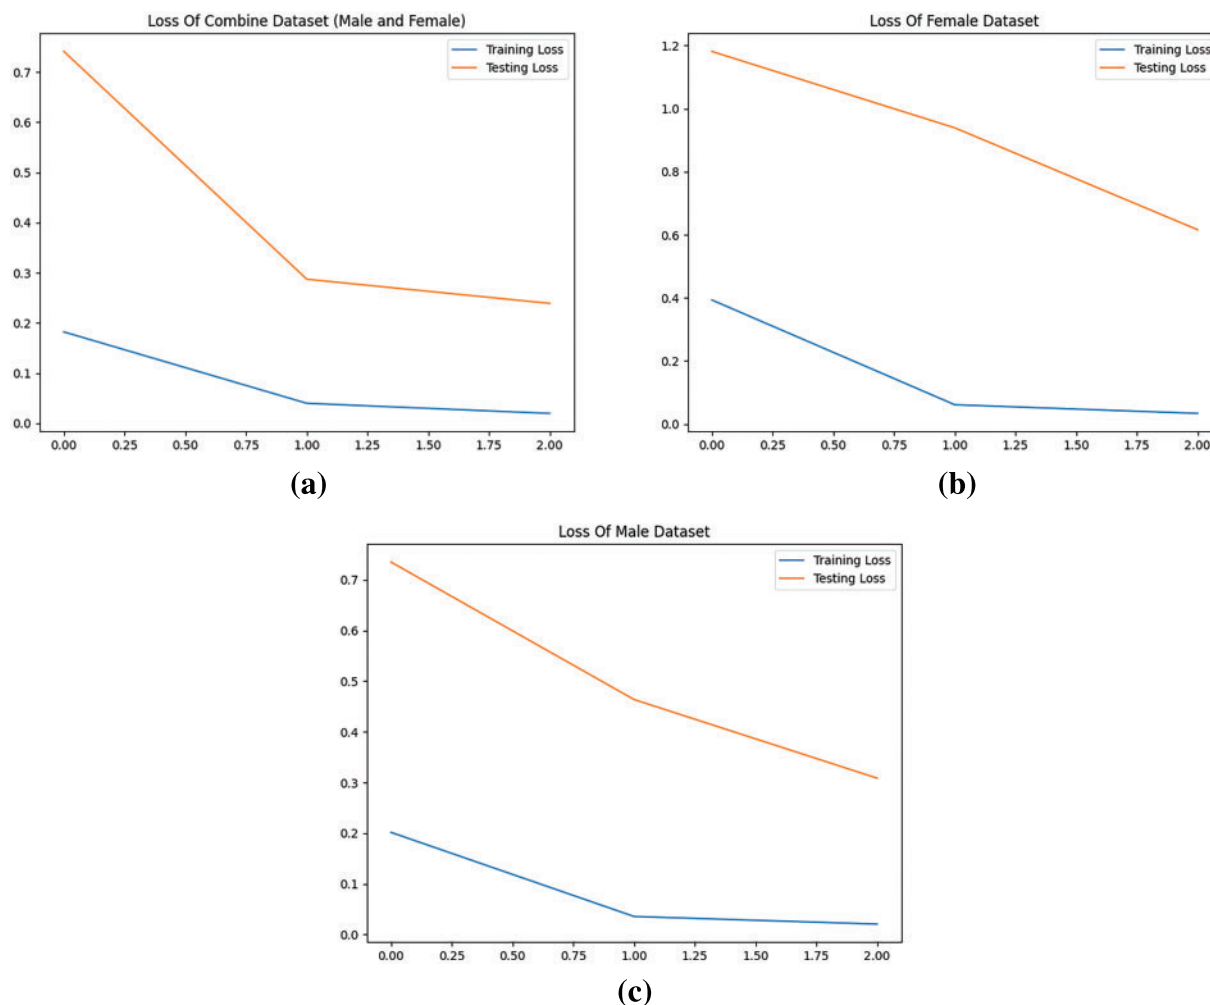 Loss Of Combine Dataset (Male and Female)
Training Loss
Testing Loss
0.7
0.6
0.5
0.4
0.3
0.2
0.1
0.0
0.00 0.25 0.50 0.75 1.00 1.25 1.50 1.75 2.00
(a)
Loss Of Female Dataset
Training Loss
Testing Loss
1.2
1.0
0.8
0.6
0.4
0.2
0.0
0.00 0.25 0.50 0.75 1.00 1.25 1.50 1.75 2.00
(b)
Loss Of Male Dataset
Training Loss
Testing Loss
0.7
0.6
0.5
0.4
0.3
0.2
0.1
0.0
0.00 0.25 0.50 0.75 1.00 1.25 1.50 1.75 2.00
(c)